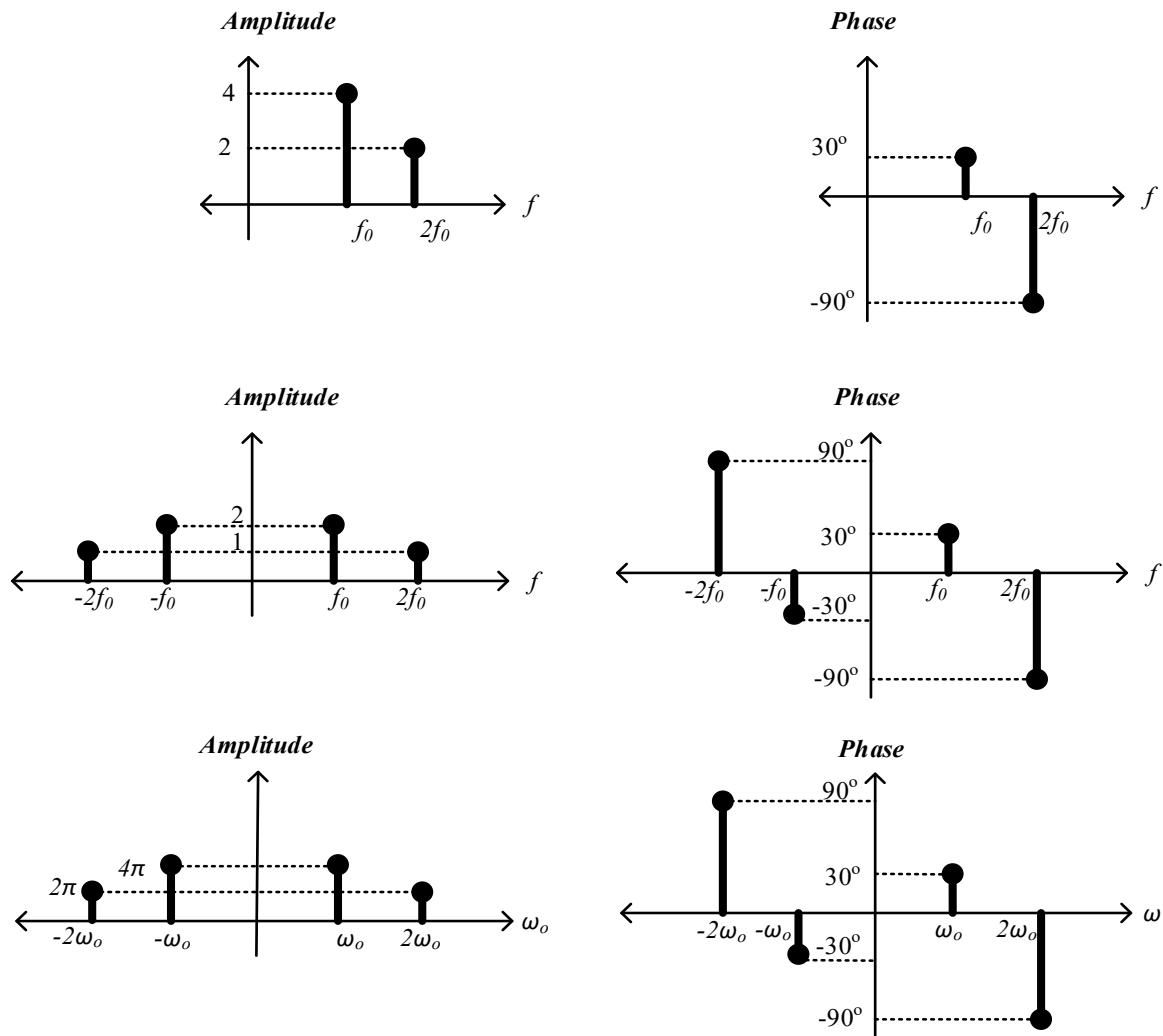 Amplitude
4
2
f₀
2f₀
f
Phase
30º
f₀
2f₀
f
-90º
Amplitude
2
1
-2f₀
-f₀
f₀
2f₀
f
Phase
90º
30º
-2f₀
-f₀
f₀
2f₀
f
-30º
-90º
Amplitude
4π
2π
-2ωₒ
-ωₒ
ωₒ
2ωₒ
ωₒ
Phase
90º
30º
-2ωₒ
-ωₒ
ωₒ
2ωₒ
ω
-30º
-90º